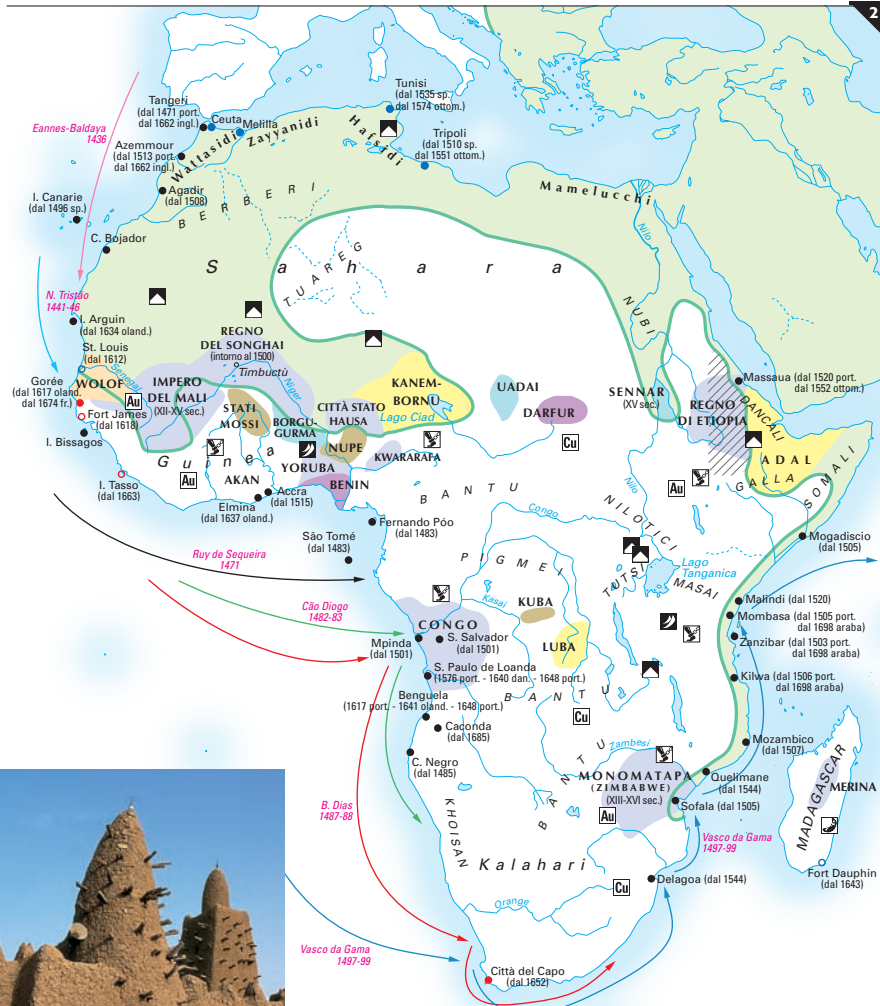 2
Tunisi
(dal 1535 sp.
dal 1574 ottom.)
Tangeri
(dal 1471 port.
dal 1662 ingl.)
Ceuta
Melilla
Eannes-Baldaya
1436
Wattasidi
Zayyanidi
Hafsidi
Tripoli
(dal 1510 sp.
dal 1551 ottom.)
Azemmour
(dal 1513 port.
dal 1662 ingl.)
Agadir
(dal 1508)
BERBERI
Mamelucchi
I. Canarie
(dal 1496 sp.)
C. Bojador
Nilo
Sahara
TUAREG
NUBI
N. Tristão
1441-46
I. Arguin
(dal 1634 oland.)
St. Louis
(dal 1612)
REGNO
DEL SONGHAI
(intorno al 1500)
Timbuctù
Senegal
Niger
Gorée
(dal 1617 oland.
dal 1674 fr.)
WOLOF
IMPERO
DEL MALI
(XII-XV sec.)
Au
Fort James
(dal 1618)
I. Bissagos
STATI
MOSSI
BORGU-
GURMA
CITTÀ STATO
HAUSA
KANEM-
BORNU
Lago Ciad
UADAI
DARFUR
SENNAR
(XV sec.)
Massaua (dal 1520 port.
dal 1552 ottom.)
REGNO
DI ETIOPIA
DANCALI
ADAL
GALLA
SOMALI
Cu
Guinea
NUPE
KWARARAFA
YORUBA
BENIN
AKAN
Au
I. Tasso
(dal 1663)
Elmina
(dal 1637 oland.)
Accra
(dal 1515)
Au
BANTU
Congo
Nilo
NILOTICI
Fernando Póo
(dal 1483)
São Tomé
(dal 1483)
Mogadiscio
(dal 1505)
Ruy de Sequeira
1471
PIGMEI
TUTSI
Lago
Tanganica
MASAI
Cão Diogo
1482-83
Kasai
KUBA
Malindi (dal 1520)
Mombasa (dal 1505 port.
dal 1698 araba)
CONGO
S. Salvador
(dal 1501)
Mpinda
(dal 1501)
LUBA
Zanzibar (dal 1503 port.
dal 1698 araba)
S. Paulo de Loanda
(1576 port. - 1640 dan. - 1648 port.)
Kilwa (dal 1506 port.
dal 1698 araba)
Benguela
(1617 port. - 1641 oland. - 1648 port.)
BANTU
Cu
Caconda
(dal 1685)
C. Negro
(dal 1485)
BANTU
Zambesi
Mozambico
(dal 1507)
MONOMATAPA
(ZIMBABWE)
(XIII-XVI sec.)
Quelimane
(dal 1544)
Sofala (dal 1505)
MADAGASCAR
MERINA
B. Dias
1487-88
KHOISAN
Au
Vasco da Gama
1497-99
Kalahari
Cu
Delagoa (dal 1544)
Fort Dauphin
(dal 1643)
Orange
Vasco da Gama
1497-99
Città del Capo
(dal 1652)